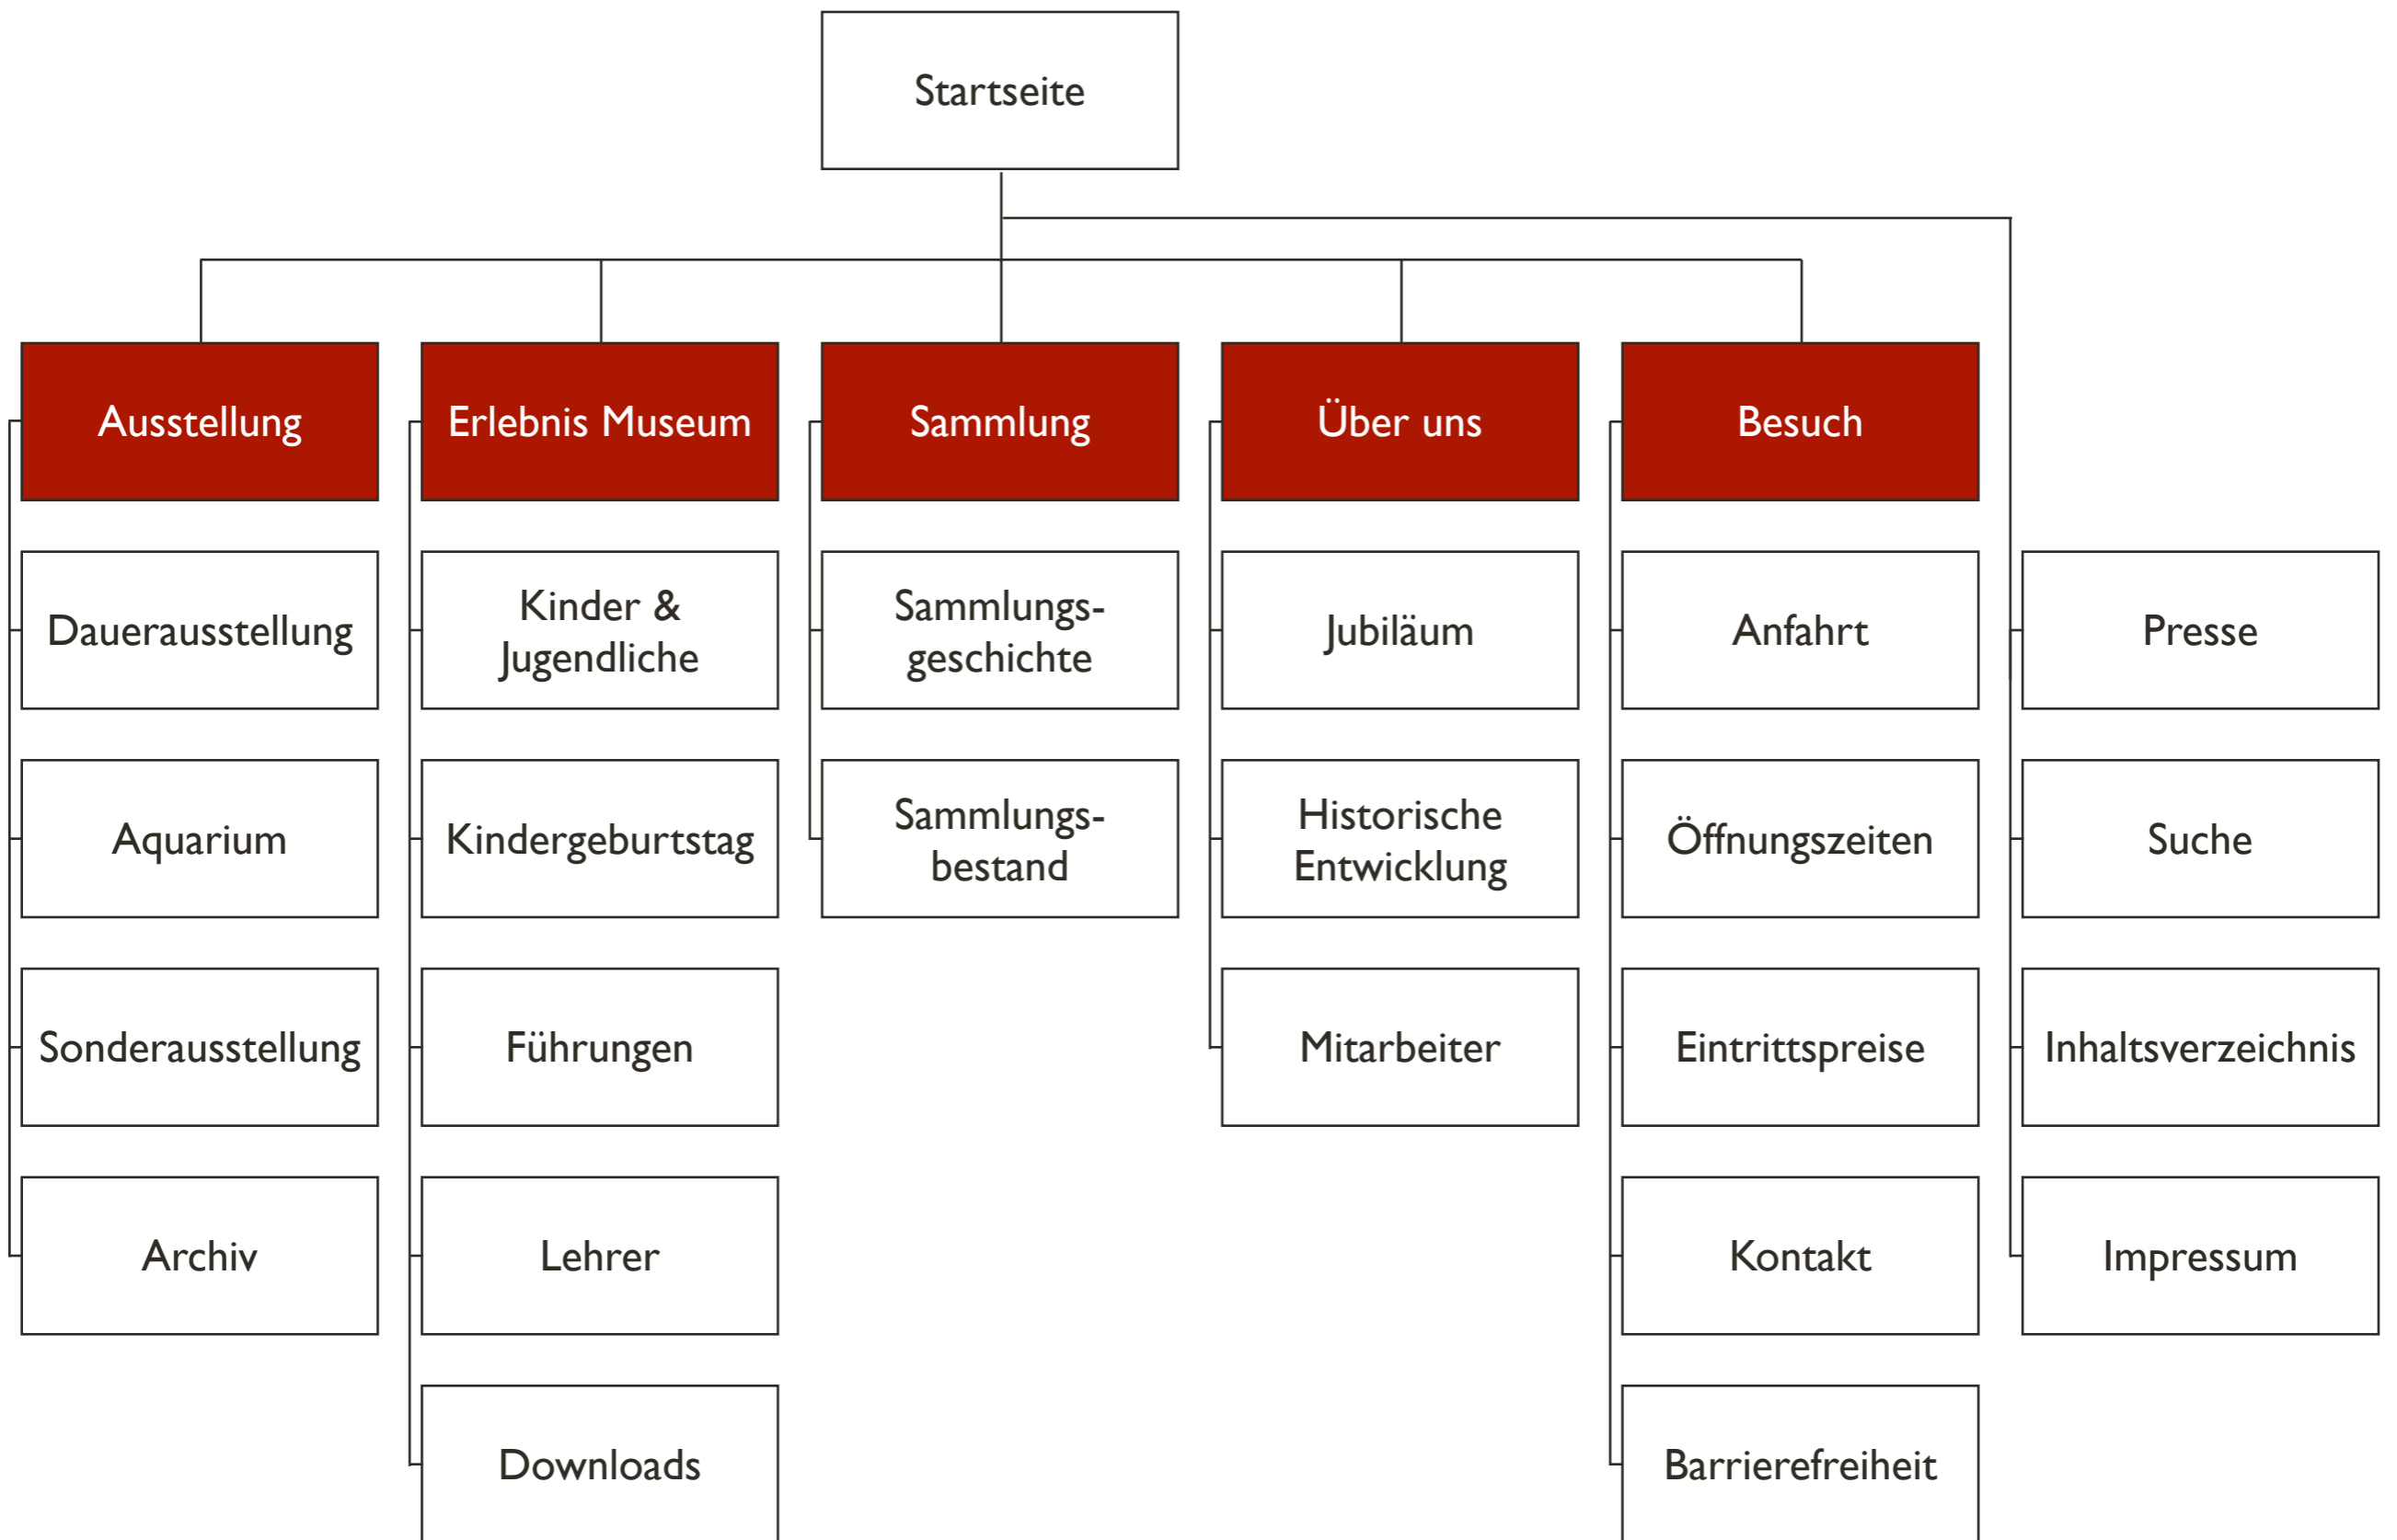 Startseite
Ausstellung
Erlebnis Museum
Sammlung
Über uns
Besuch
Dauerausstellung
Kinder &
Jugendliche
Sammlungs-
geschichte
Jubiläum
Anfahrt
Presse
Aquarium
Kindergeburtstag
Sammlungs-
bestand
Historische
Entwicklung
Öffnungszeiten
Suche
Sonderausstellung
Führungen
Mitarbeiter
Eintrittspreise
Inhaltsverzeichnis
Archiv
Lehrer
Kontakt
Impressum
Downloads
Barrierefreiheit